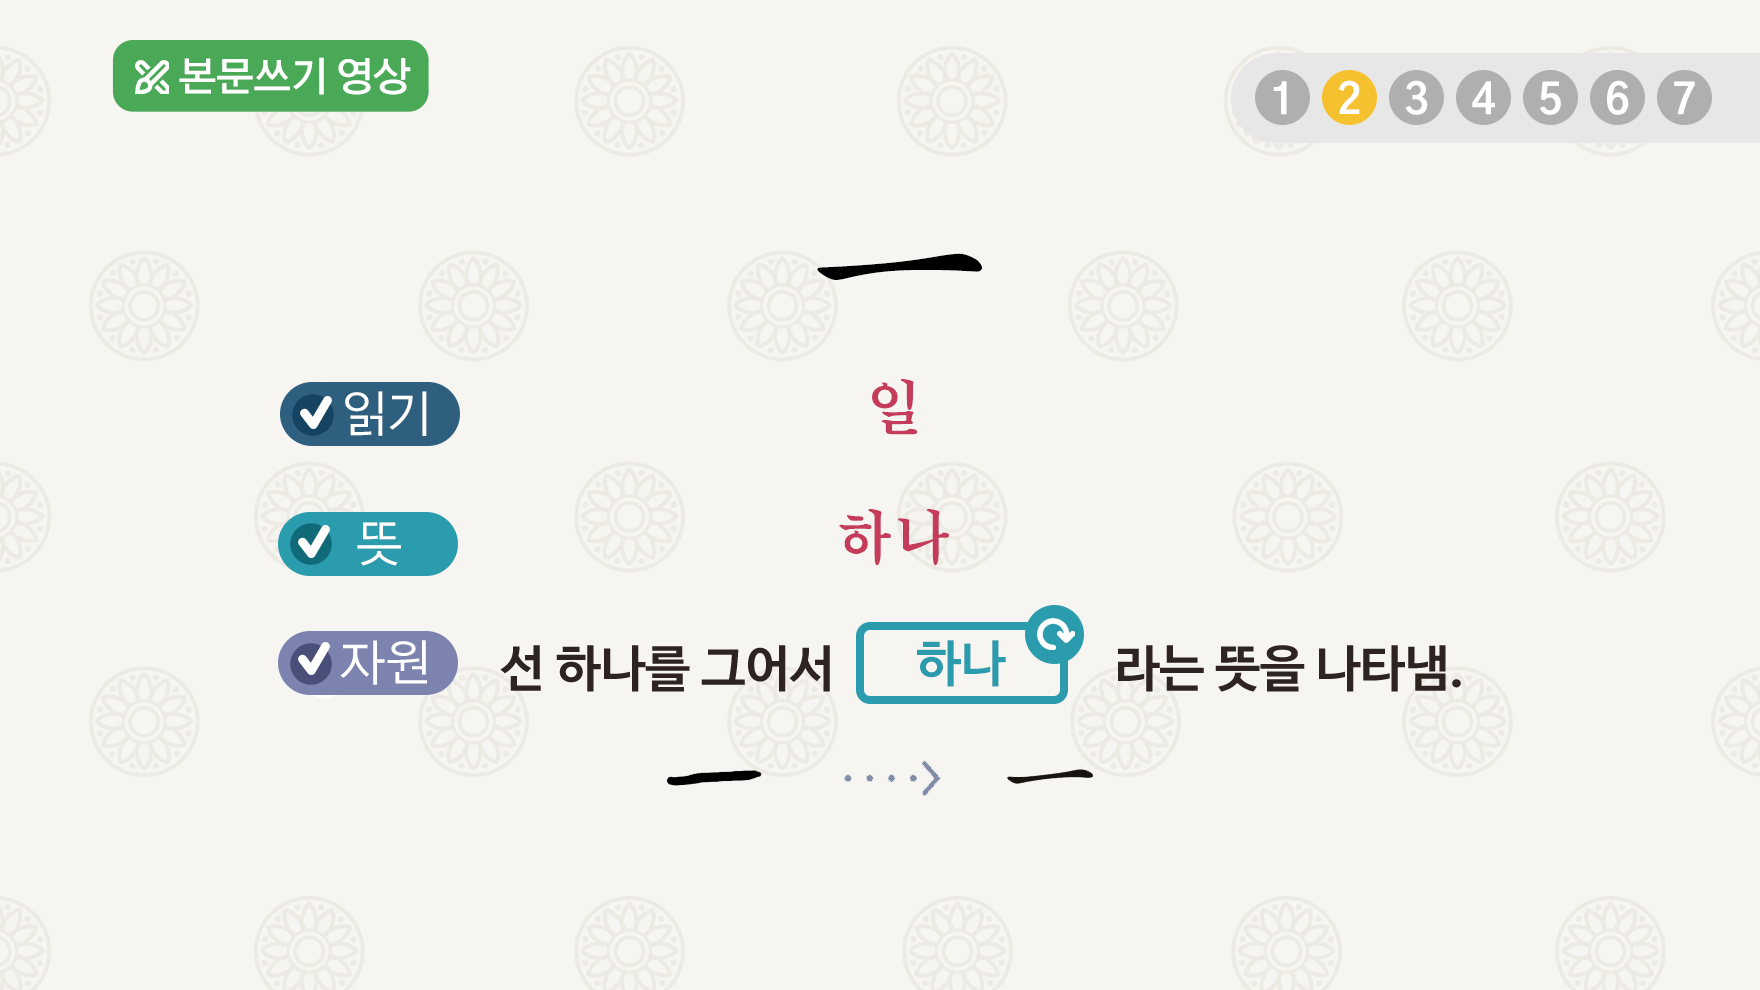 본문쓰기 영상
1 2 3 4 5 6 7
一
읽기 일
뜻 하나
자원 선 하나를 그어서 하나 라는 뜻을 나타냄.
一